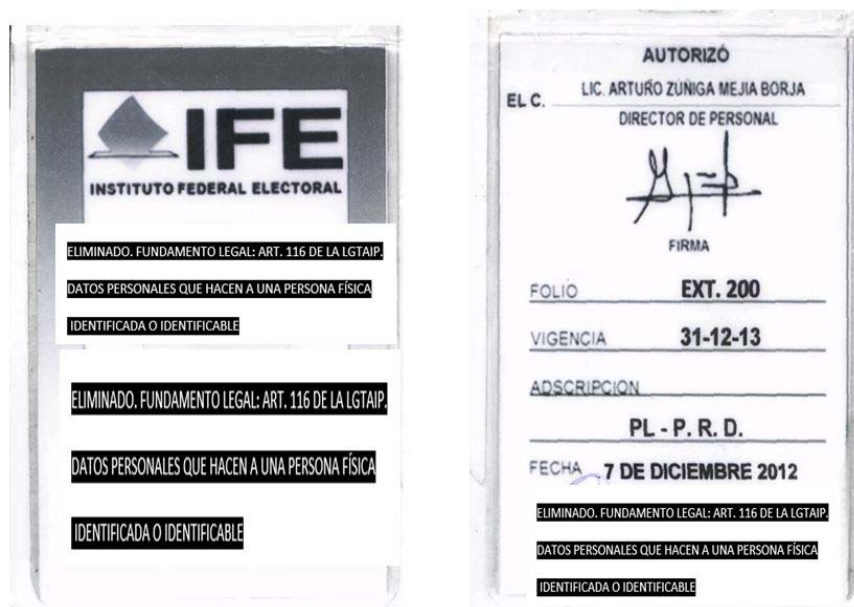 IFE
INSTITUTO FEDERAL ELECTORAL
ELIMINADO. FUNDAMENTO LEGAL: ART. 116 DE LA LGTAIP.
DATOS PERSONALES QUE HACEN A UNA PERSONA FÍSICA
IDENTIFICADA O IDENTIFICABLE
ELIMINADO. FUNDAMENTO LEGAL: ART. 116 DE LA LGTAIP.
DATOS PERSONALES QUE HACEN A UNA PERSONA FÍSICA
IDENTIFICADA O IDENTIFICABLE
AUTORIZÓ
EL C. LIC. ARTURO ZÚÑIGA MEJIA BORJA
DIRECTOR DE PERSONAL
FIRMA
FOLIO EXT. 200
VIGENCIA 31-12-13
ADSCRIPCION
PL - P. R. D.
FECHA 7 DE DICIEMBRE 2012
ELIMINADO. FUNDAMENTO LEGAL: ART. 116 DE LA LGTAIP.
DATOS PERSONALES QUE HACEN A UNA PERSONA FÍSICA
IDENTIFICADA O IDENTIFICABLE